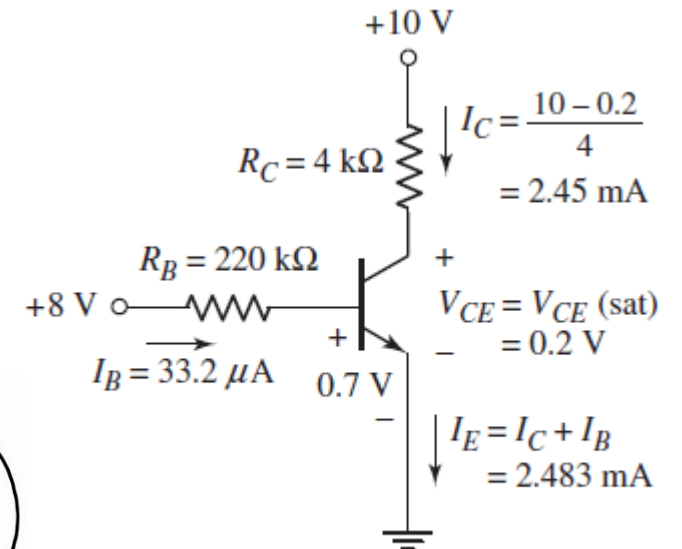 +10 V
I_C = (10 – 0.2)/4
R_C = 4 kΩ
= 2.45 mA
R_B = 220 kΩ
+
+8 V
V_CE = V_CE (sat)
+
–
= 0.2 V
I_B = 33.2 μA
0.7 V
–
I_E = I_C + I_B
= 2.483 mA